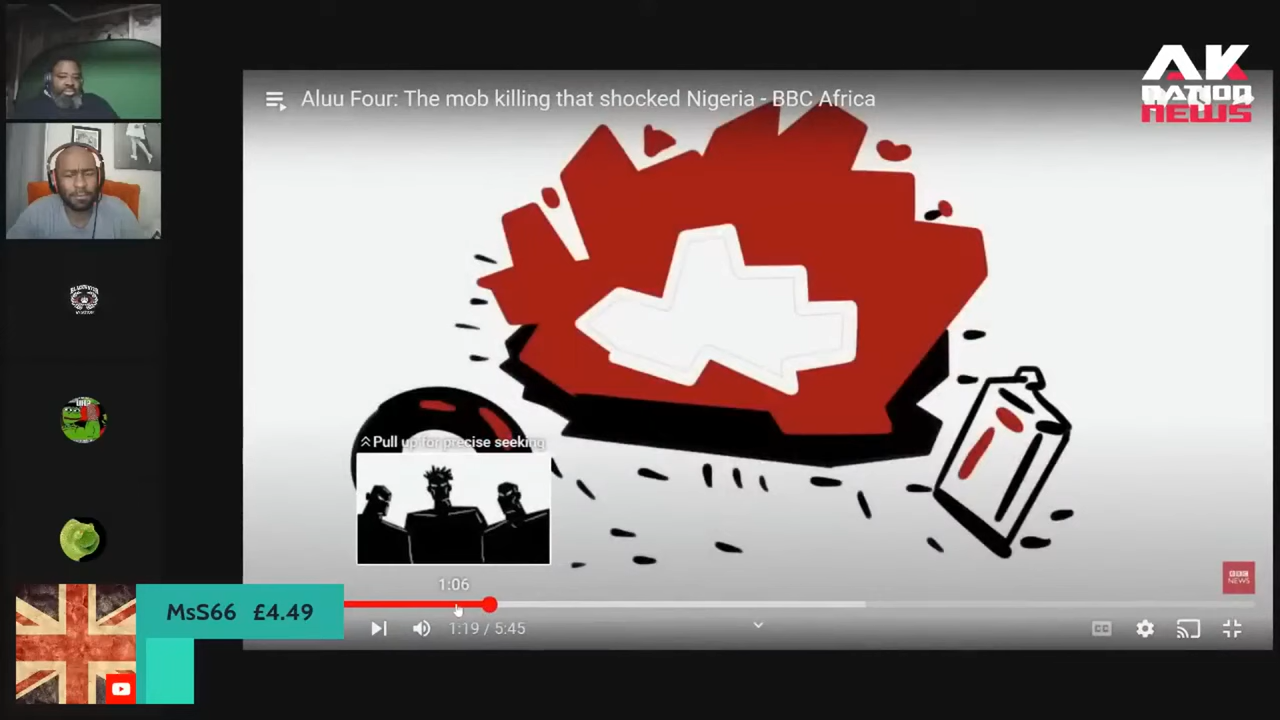 Aluu Four: The mob killing that shocked Nigeria - BBC Africa
AK
NATION
NEWS
Pull up for precise seeking
1:06
BBC
NEWS
MsS66 £4.49
1:19 / 5:45
CC